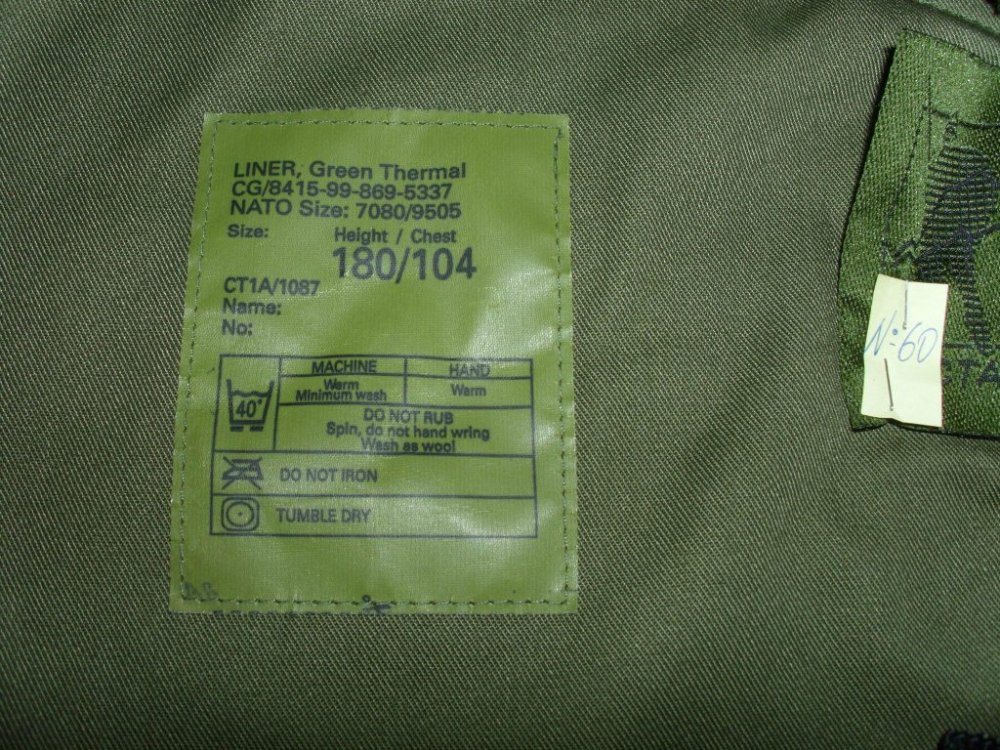 LINER, Green Thermal
CG/8415-99-869-5337
NATO Size: 7080/9505
Size: Height / Chest
180/104
CT1A/1087
Name:
No:
MACHINE HAND
Warm Warm
Minimum wash
40°
DO NOT RUB
Spin, do not hand wring
Wash as wool
DO NOT IRON
TUMBLE DRY
№60